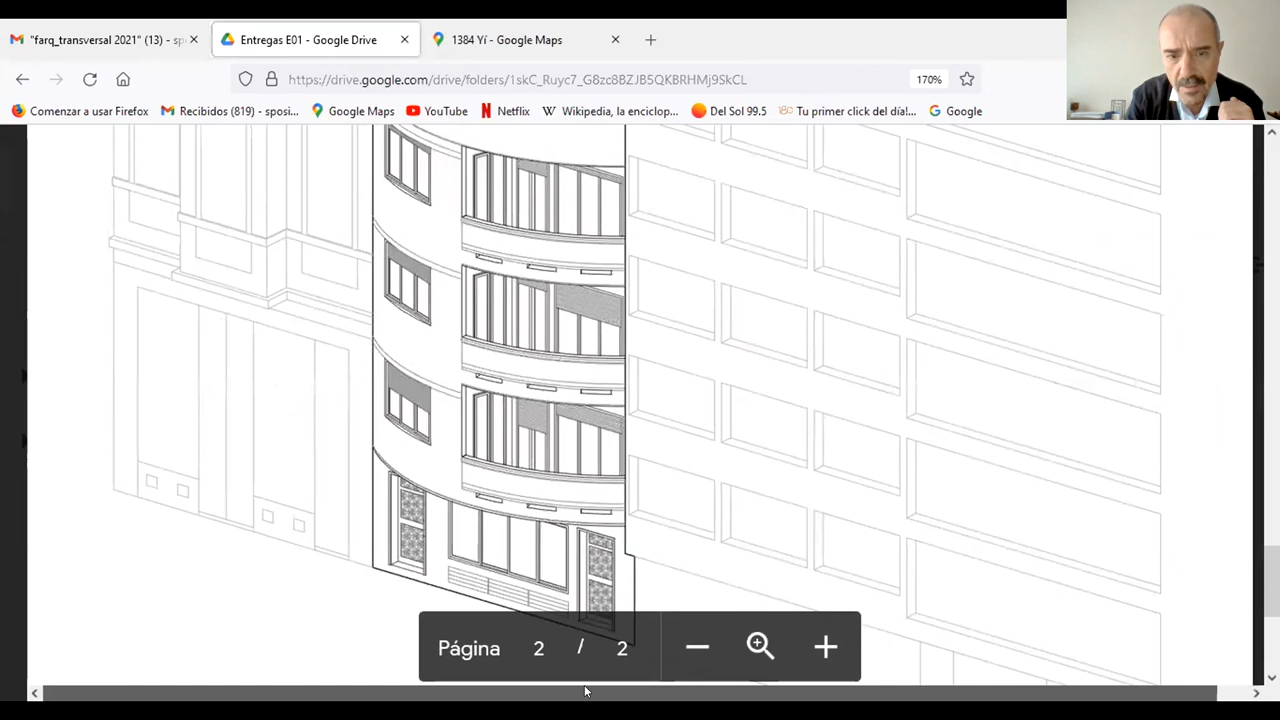 "farq_transversal 2021" (13) - sp
Entregas E01 - Google Drive
1384 Yí - Google Maps
https://drive.google.com/drive/folders/1skC_Ruyc7_G8zc8BZJB5QKBRHMj9SkCL
170%
Comenzar a usar Firefox
Recibidos (819) - sposi...
Google Maps
YouTube
Netflix
Wikipedia, la enciclop...
Del Sol 99.5
Tu primer click del día!...
Google
Página 2 / 2